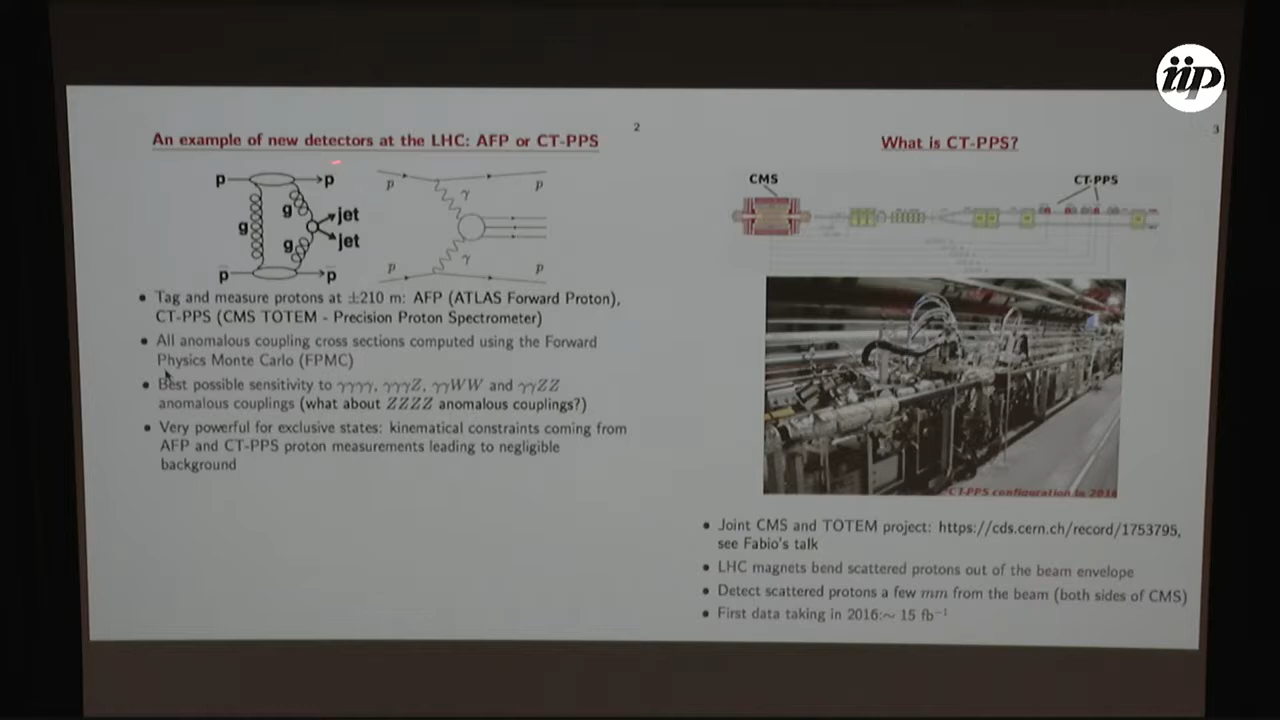 iip
2
An example of new detectors at the LHC: AFP or CT-PPS
p p
g g jet
g jet
p p
p γ p
γ
p p
• Tag and measure protons at ±210 m: AFP (ATLAS Forward Proton),
CT-PPS (CMS TOTEM - Precision Proton Spectrometer)
• All anomalous coupling cross sections computed using the Forward
Physics Monte Carlo (FPMC)
• Best possible sensitivity to γγγγ, γγγZ, γγWW and γγZZ
anomalous couplings (what about ZZZZ anomalous couplings?)
• Very powerful for exclusive states: kinematical constraints coming from
AFP and CT-PPS proton measurements leading to negligible
background
3
What is CT-PPS?
CMS CT-PPS
CT-PPS configuration in 2016
• Joint CMS and TOTEM project: https://cds.cern.ch/record/1753795,
see Fabio's talk
• LHC magnets bend scattered protons out of the beam envelope
• Detect scattered protons a few mm from the beam (both sides of CMS)
• First data taking in 2016:∼ 15 fb⁻¹